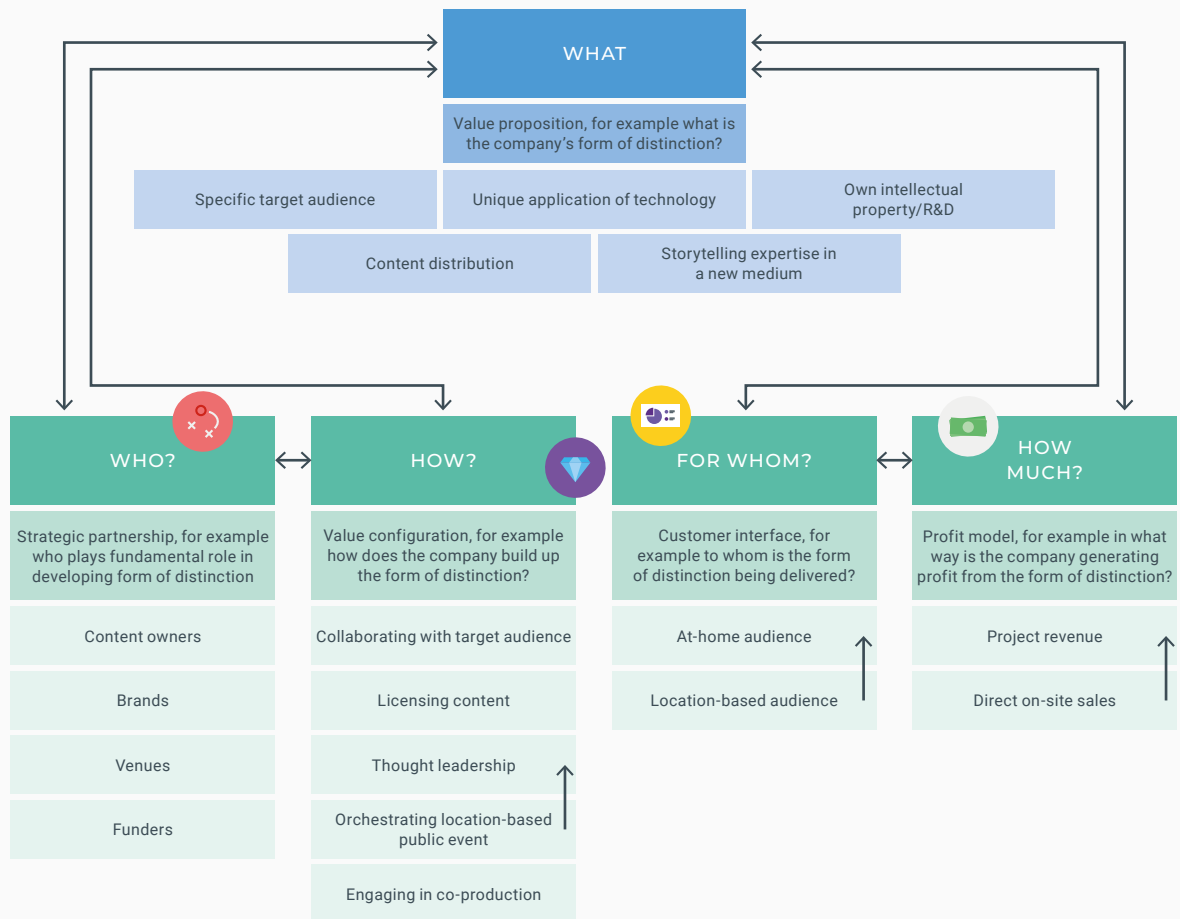 WHAT
Value proposition, for example what is
the company's form of distinction?
Specific target audience
Unique application of technology
Own intellectual
property/R&D
Content distribution
Storytelling expertise in
a new medium
WHO?
Strategic partnership, for example
who plays fundamental role in
developing form of distinction
Content owners
Brands
Venues
Funders
HOW?
Value configuration, for example
how does the company build up
the form of distinction?
Collaborating with target audience
Licensing content
Thought leadership
Orchestrating location-based
public event
Engaging in co-production
FOR WHOM?
Customer interface, for
example to whom is the form
of distinction being delivered?
At-home audience
Location-based audience
HOW
MUCH?
Profit model, for example in what
way is the company generating
profit from the form of distinction?
Project revenue
Direct on-site sales